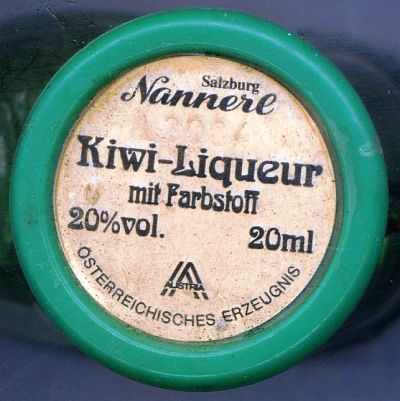 Salzburg
Nannerl
Kiwi-Liqueur
mit Farbstoff
20%vol. 20ml
AUSTRIA
ÖSTERREICHISCHES ERZEUGNIS